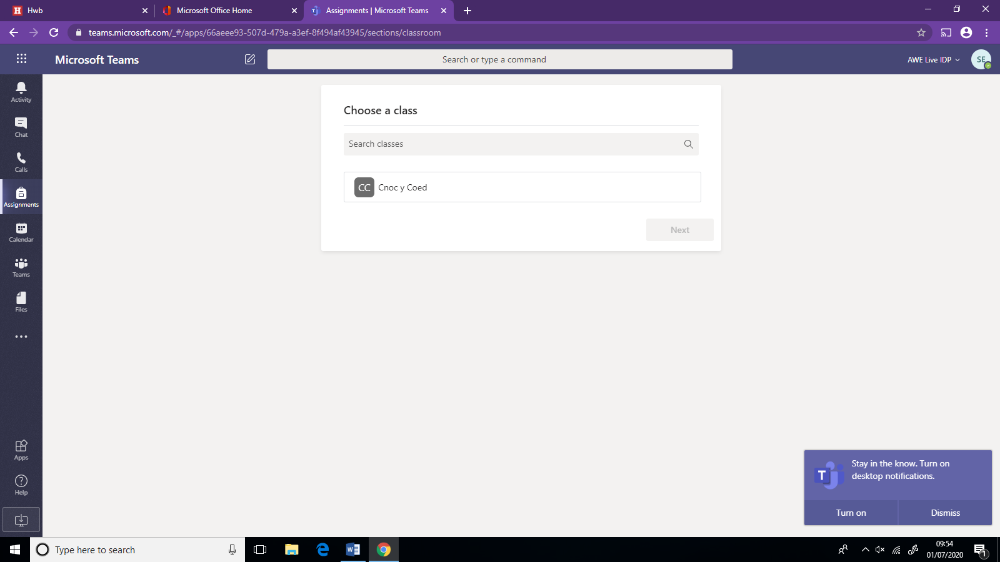 Hwb
Microsoft Office Home
Assignments | Microsoft Teams
teams.microsoft.com/_#/apps/66aeee93-507d-479a-a3ef-8f494af43945/sections/classroom
Microsoft Teams
Search or type a command
AWE Live IDP
SE
Activity
Chat
Calls
Assignments
Calendar
Teams
Files
Apps
Help
Choose a class
Search classes
CC Cnoc y Coed
Next
T
Stay in the know. Turn on
desktop notifications.
Turn on
Dismiss
Type here to search
09:54
01/07/2020
1